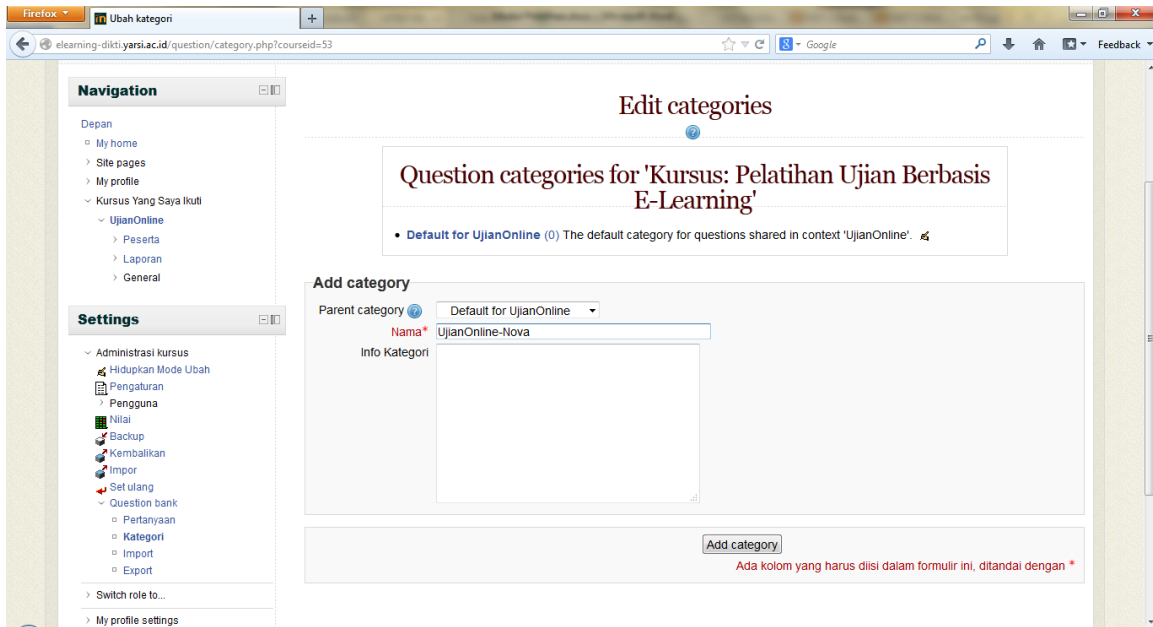 Firefox
Ubah kategori
elearning-dikti.yarsi.ac.id/question/category.php?courseid=53
Google
Feedback
Navigation
Depan
My home
Site pages
My profile
Kursus Yang Saya Ikuti
UjianOnline
Peserta
Laporan
General
Settings
Administrasi kursus
Hidupkan Mode Ubah
Pengaturan
Pengguna
Nilai
Backup
Kembalikan
Impor
Set ulang
Question bank
Pertanyaan
Kategori
Import
Export
Switch role to...
My profile settings
Edit categories
Question categories for 'Kursus: Pelatihan Ujian Berbasis
E-Learning'
Default for UjianOnline (0) The default category for questions shared in context 'UjianOnline'.
Add category
Parent category Default for UjianOnline
Nama* UjianOnline-Nova
Info Kategori
Add category
Ada kolom yang harus diisi dalam formulir ini, ditandai dengan *